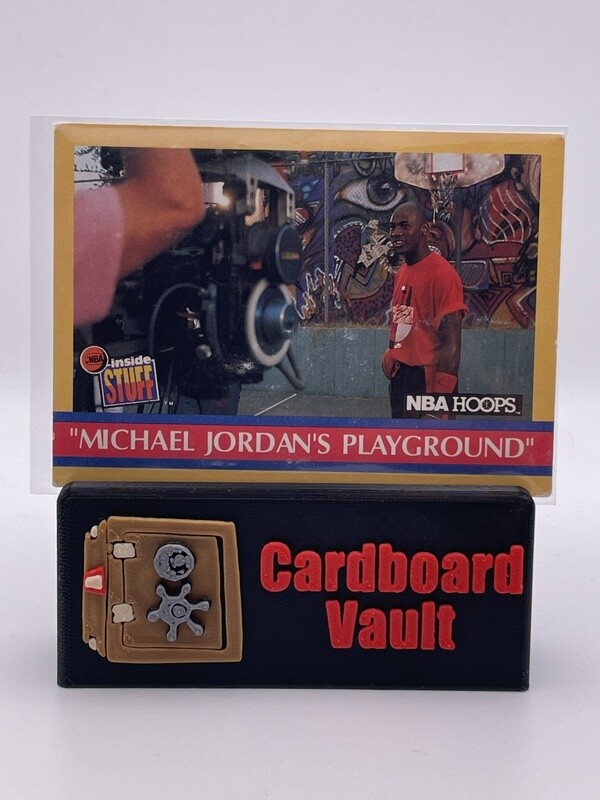 NBA
inside
STUFF
NBA HOOPS
"MICHAEL JORDAN'S PLAYGROUND"
Cardboard
Vault